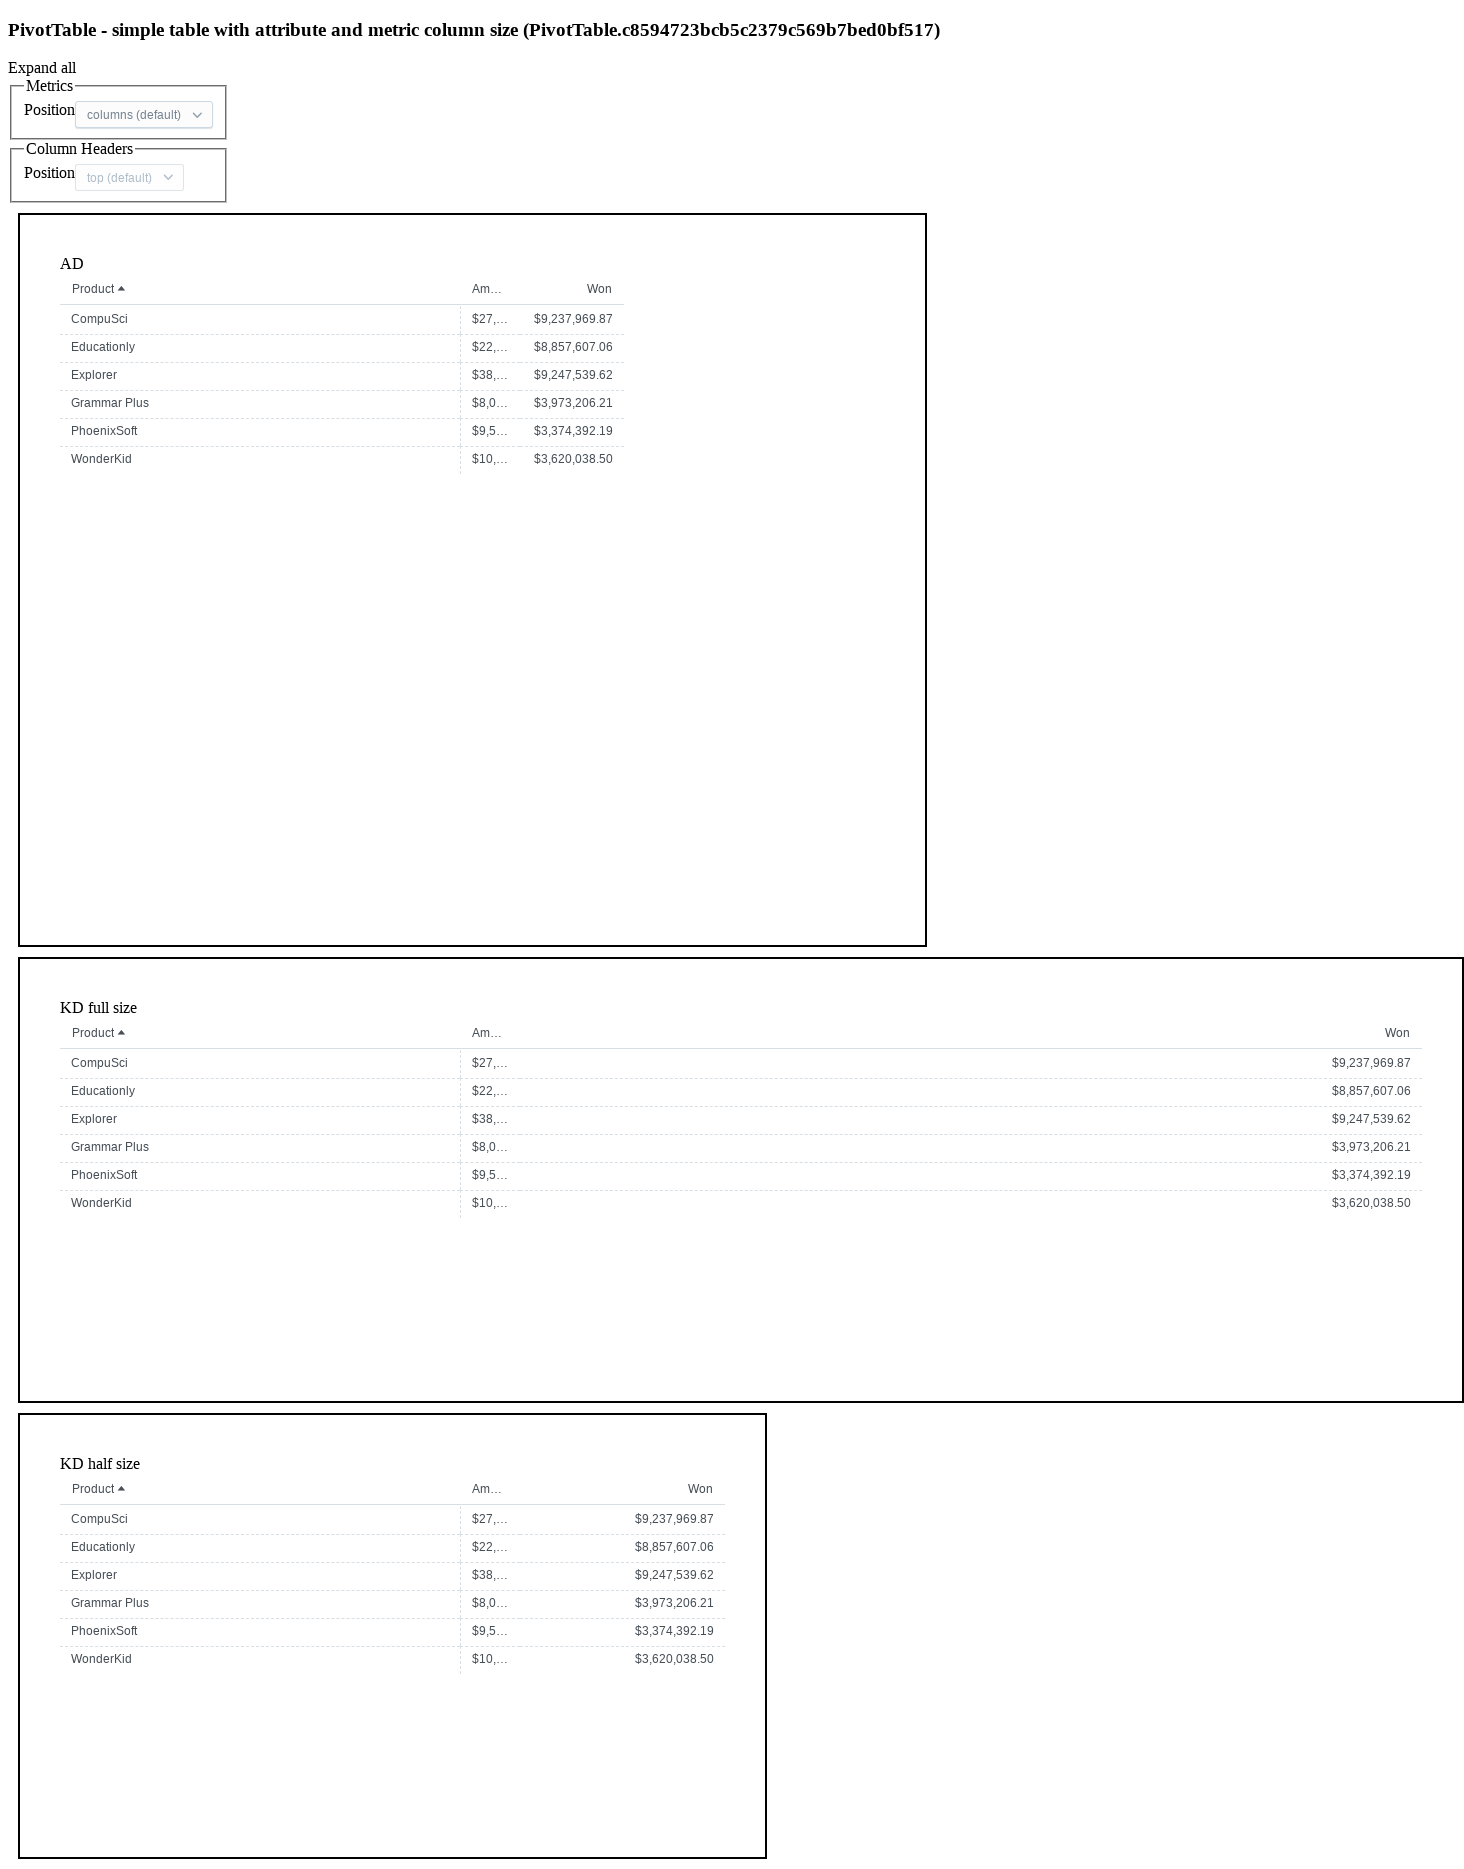 PivotTable - simple table with attribute and metric column size (PivotTable.c8594723bcb5c2379c569b7bed0bf517)
Expand all
Metrics
Position columns (default)
Column Headers
Position top (default)
AD
Product Am… Won
CompuSci $27,… $9,237,969.87
Educationly $22,… $8,857,607.06
Explorer $38,… $9,247,539.62
Grammar Plus $8,0… $3,973,206.21
PhoenixSoft $9,5… $3,374,392.19
WonderKid $10,… $3,620,038.50
KD full size
Product Am… Won
CompuSci $27,… $9,237,969.87
Educationly $22,… $8,857,607.06
Explorer $38,… $9,247,539.62
Grammar Plus $8,0… $3,973,206.21
PhoenixSoft $9,5… $3,374,392.19
WonderKid $10,… $3,620,038.50
KD half size
Product Am… Won
CompuSci $27,… $9,237,969.87
Educationly $22,… $8,857,607.06
Explorer $38,… $9,247,539.62
Grammar Plus $8,0… $3,973,206.21
PhoenixSoft $9,5… $3,374,392.19
WonderKid $10,… $3,620,038.50